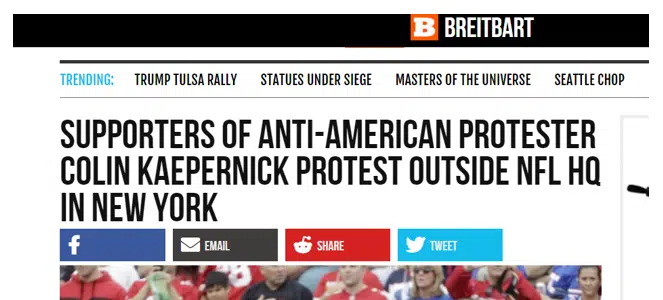 B BREITBART
TRENDING: TRUMP TULSA RALLY STATUES UNDER SIEGE MASTERS OF THE UNIVERSE SEATTLE CHOP
SUPPORTERS OF ANTI-AMERICAN PROTESTER
COLIN KAEPERNICK PROTEST OUTSIDE NFL HQ
IN NEW YORK
f EMAIL SHARE TWEET